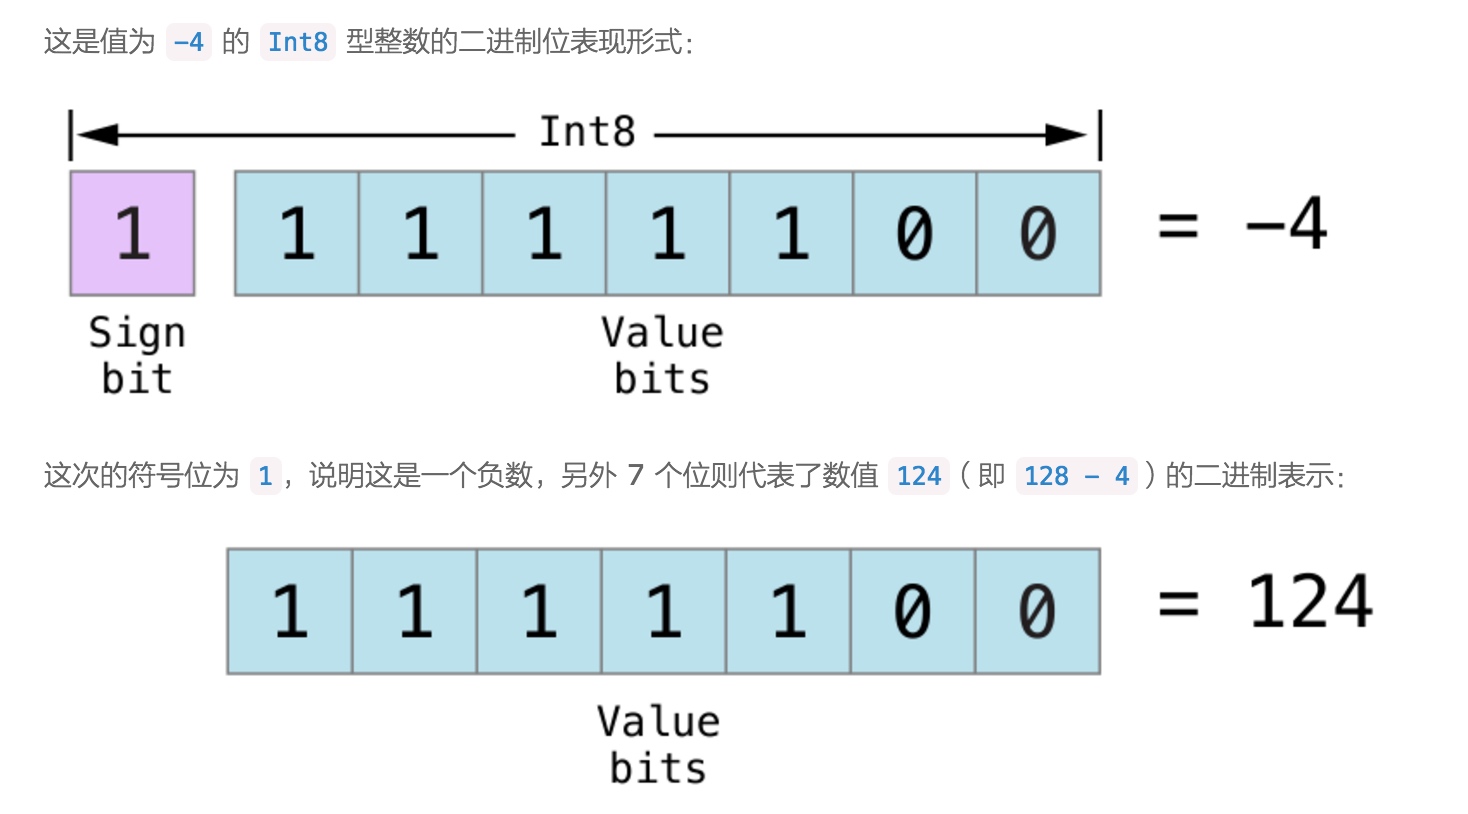 这是值为 -4 的 Int8 型整数的二进制位表现形式：
Int8
1 1 1 1 1 1 0 0 = -4
Sign bit
Value bits
这次的符号位为 1，说明这是一个负数，另外 7 个位则代表了数值 124（即 128 - 4）的二进制表示：
1 1 1 1 1 0 0 = 124
Value bits